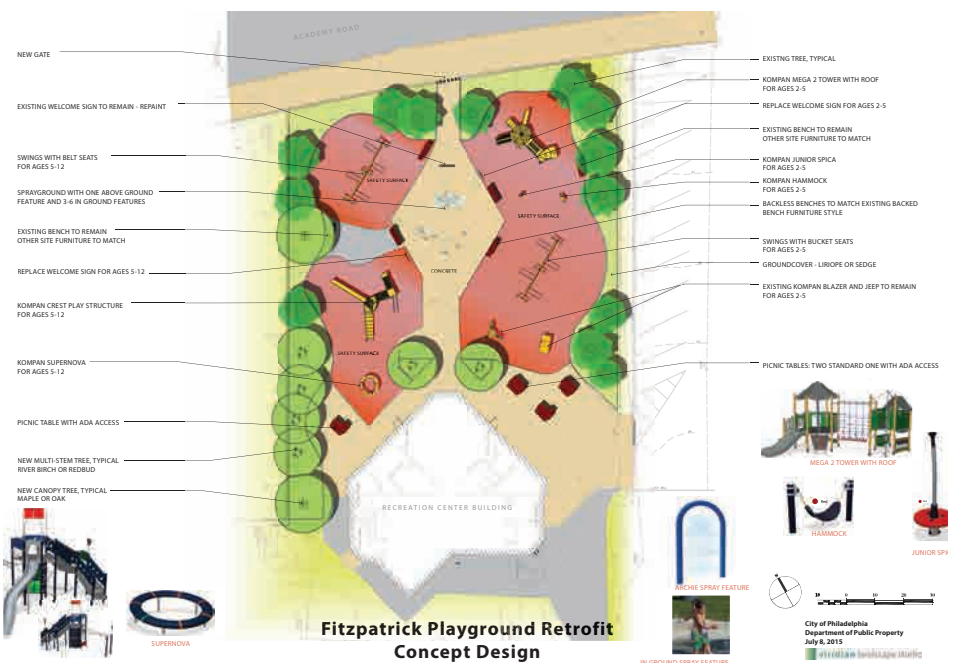 ACADEMY ROAD
NEW GATE
EXISTING WELCOME SIGN TO REMAIN - REPAINT
SWINGS WITH BELT SEATS
FOR AGES 5-12
SPRAYGROUND WITH ONE ABOVE GROUND
FEATURE AND 3-6 IN GROUND FEATURES
EXISTING BENCH TO REMAIN
OTHER SITE FURNITURE TO MATCH
REPLACE WELCOME SIGN FOR AGES 5-12
KOMPAN CREST PLAY STRUCTURE
FOR AGES 5-12
KOMPAN SUPERNOVA
FOR AGES 5-12
PICNIC TABLE WITH ADA ACCESS
NEW MULTI-STEM TREE, TYPICAL
RIVER BIRCH OR REDBUD
NEW CANOPY TREE, TYPICAL
MAPLE OR OAK
SUPERNOVA
SAFETY SURFACE
SAFETY SURFACE
CONCRETE
SAFETY SURFACE
RECREATION CENTER BUILDING
EXISTNG TREE, TYPICAL
KOMPAN MEGA 2 TOWER WITH ROOF
FOR AGES 2-5
REPLACE WELCOME SIGN FOR AGES 2-5
EXISTING BENCH TO REMAIN
OTHER SITE FURNITURE TO MATCH
KOMPAN JUNIOR SPICA
FOR AGES 2-5
KOMPAN HAMMOCK
FOR AGES 2-5
BACKLESS BENCHES TO MATCH EXISTING BACKED
BENCH FURNITURE STYLE
SWINGS WITH BUCKET SEATS
FOR AGES 2-5
GROUNDCOVER - LIRIOPE OR SEDGE
EXISTING KOMPAN BLAZER AND JEEP TO REMAIN
FOR AGES 2-5
PICNIC TABLES: TWO STANDARD ONE WITH ADA ACCESS
MEGA 2 TOWER WITH ROOF
HAMMOCK
JUNIOR SPI
ARCHIE SPRAY FEATURE
IN GROUND SPRAY FEATURE
Fitzpatrick Playground Retrofit
Concept Design
10 0 10 20 30
City of Philadelphia
Department of Public Property
July 8, 2015
viridian landscape studio